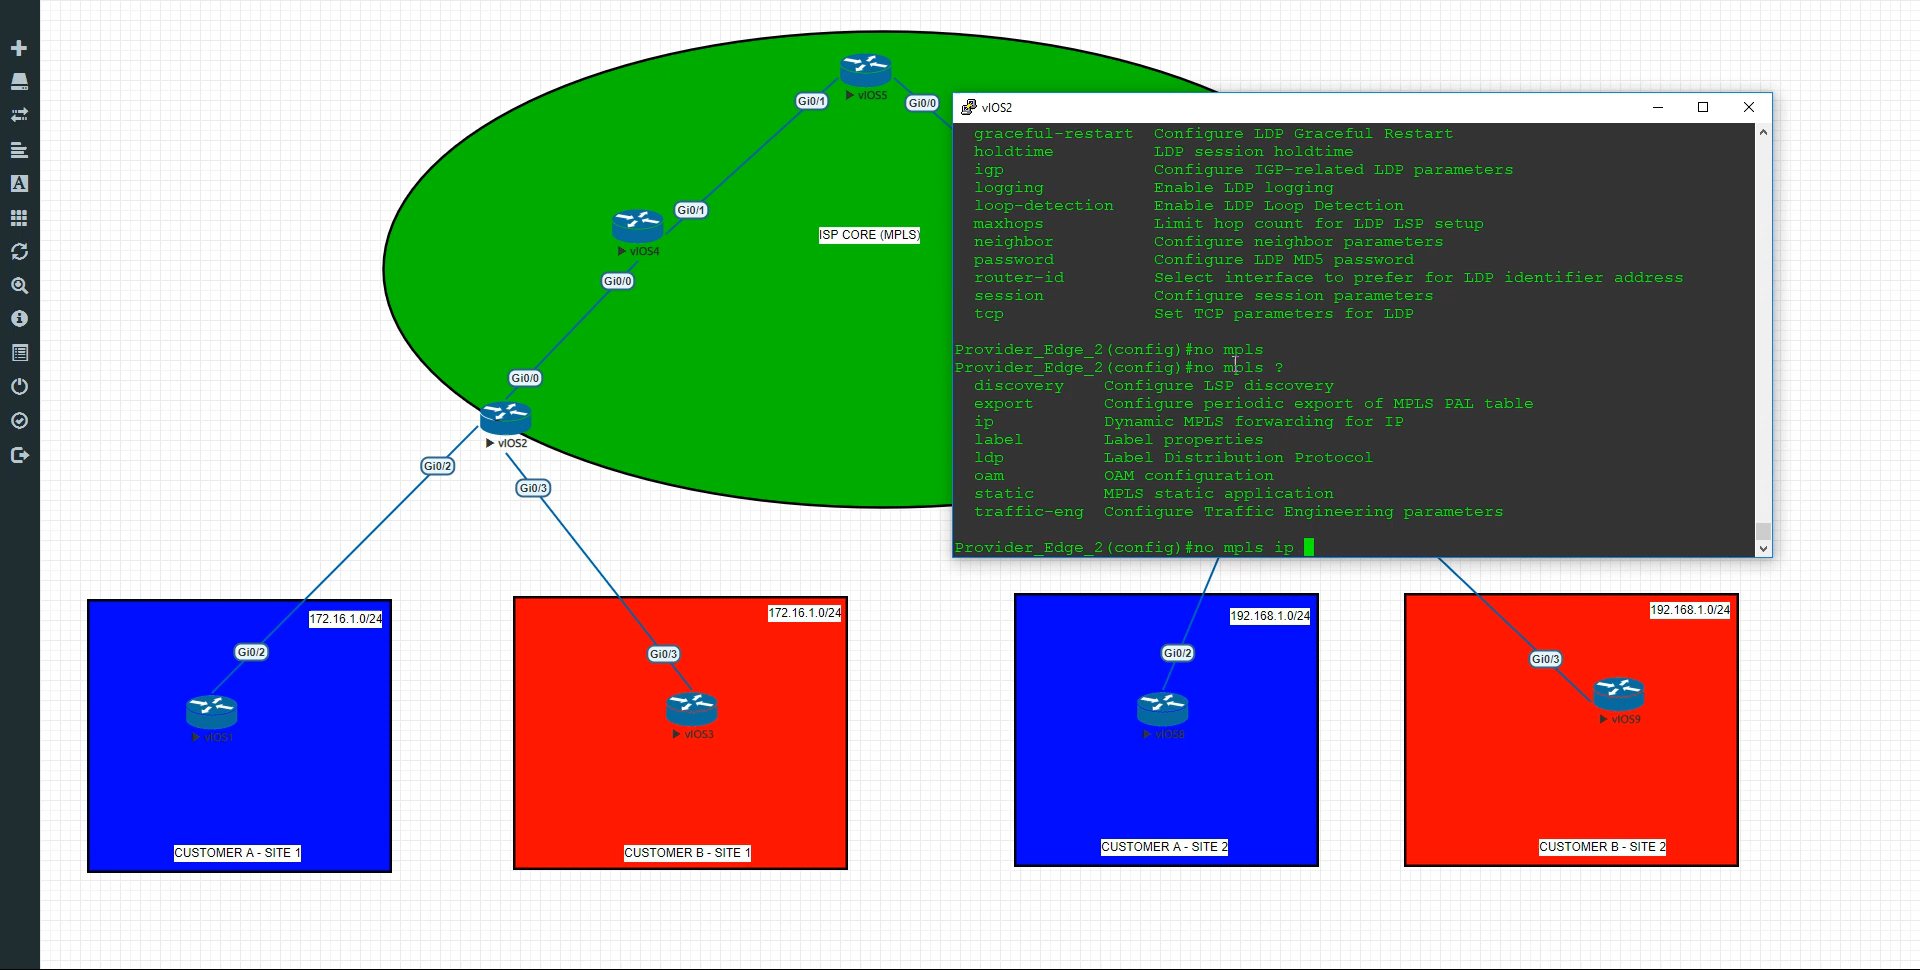 vIOS5
Gi0/1
Gi0/0
Gi0/1
ISP CORE (MPLS)
vIOS4
Gi0/0
Gi0/0
vIOS2
Gi0/2
Gi0/3
vIOS2
graceful-restart Configure LDP Graceful Restart
holdtime LDP session holdtime
igp Configure IGP-related LDP parameters
logging Enable LDP logging
loop-detection Enable LDP Loop Detection
maxhops Limit hop count for LDP LSP setup
neighbor Configure neighbor parameters
password Configure LDP MD5 password
router-id Select interface to prefer for LDP identifier address
session Configure session parameters
tcp Set TCP parameters for LDP
Provider_Edge_2(config)#no mpls
Provider_Edge_2(config)#no mpls ?
discovery Configure LSP discovery
export Configure periodic export of MPLS PAL table
ip Dynamic MPLS forwarding for IP
label Label properties
ldp Label Distribution Protocol
oam OAM configuration
static MPLS static application
traffic-eng Configure Traffic Engineering parameters
Provider_Edge_2(config)#no mpls ip
172.16.1.0/24
Gi0/2
vIOS1
CUSTOMER A - SITE 1
172.16.1.0/24
Gi0/3
vIOS3
CUSTOMER B - SITE 1
192.168.1.0/24
Gi0/2
vIOS8
CUSTOMER A - SITE 2
192.168.1.0/24
Gi0/3
vIOS9
CUSTOMER B - SITE 2